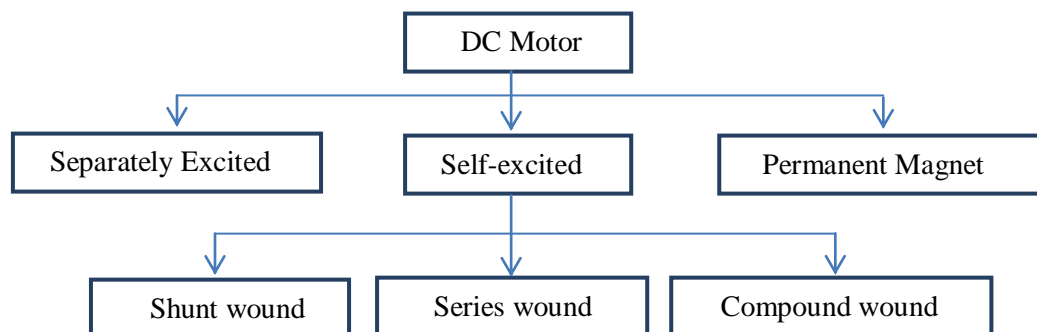 DC Motor
Separately Excited
Self-excited
Permanent Magnet
Shunt wound
Series wound
Compound wound